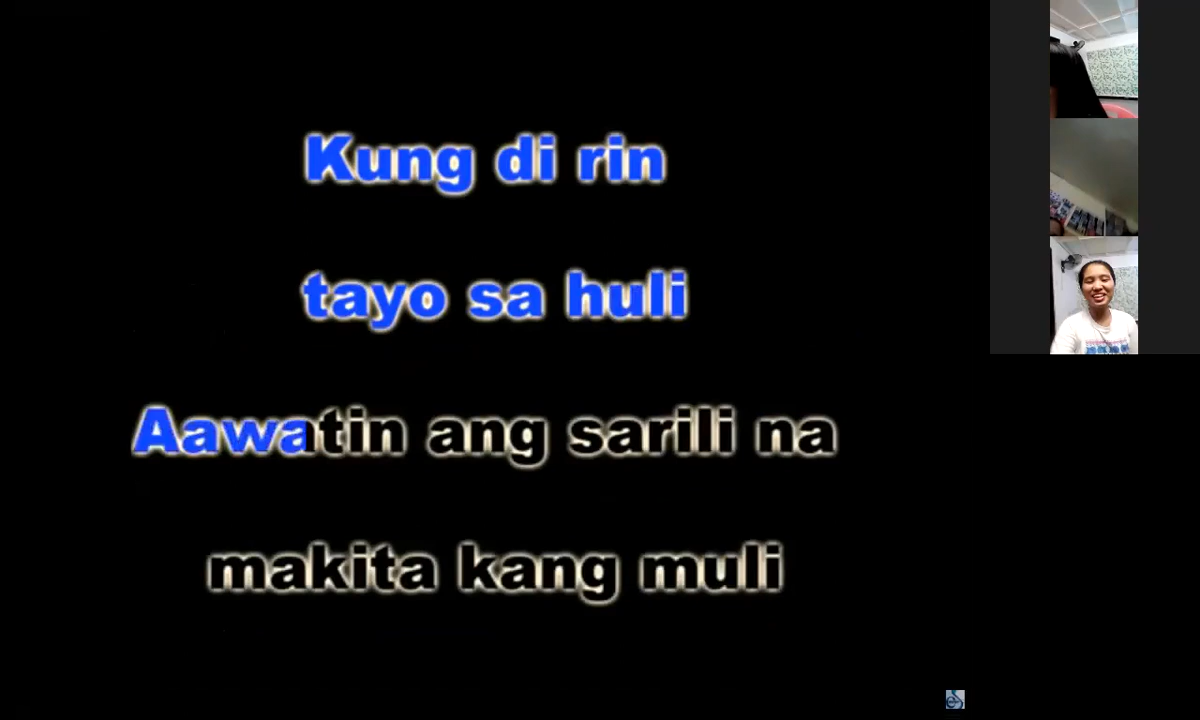 Kung di rin
tayo sa huli
Aawatin ang sarili na
makita kang muli